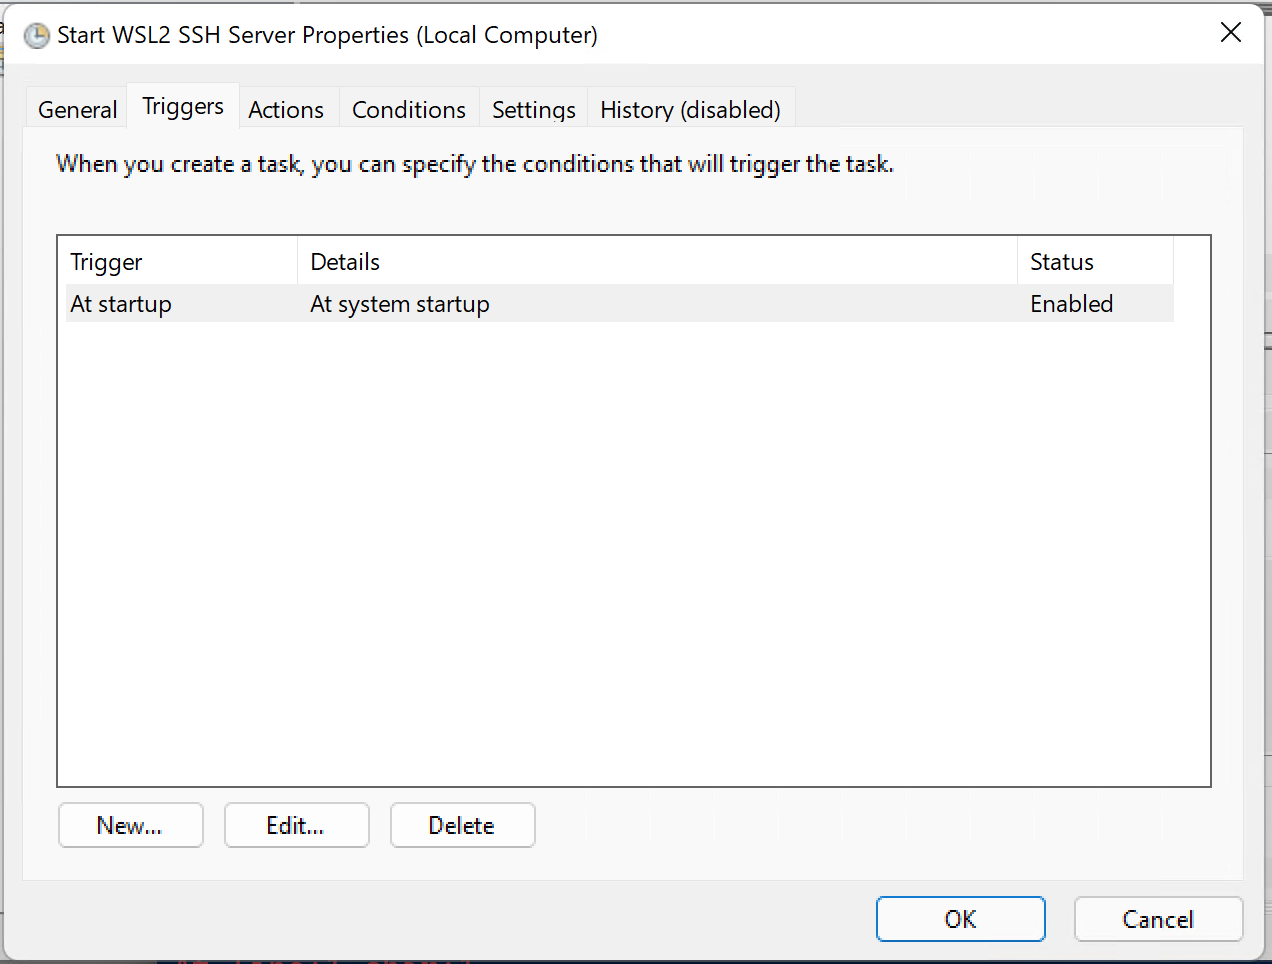 Start WSL2 SSH Server Properties (Local Computer)
General Triggers Actions Conditions Settings History (disabled)
When you create a task, you can specify the conditions that will trigger the task.
Trigger Details Status
At startup At system startup Enabled
New... Edit... Delete
OK Cancel